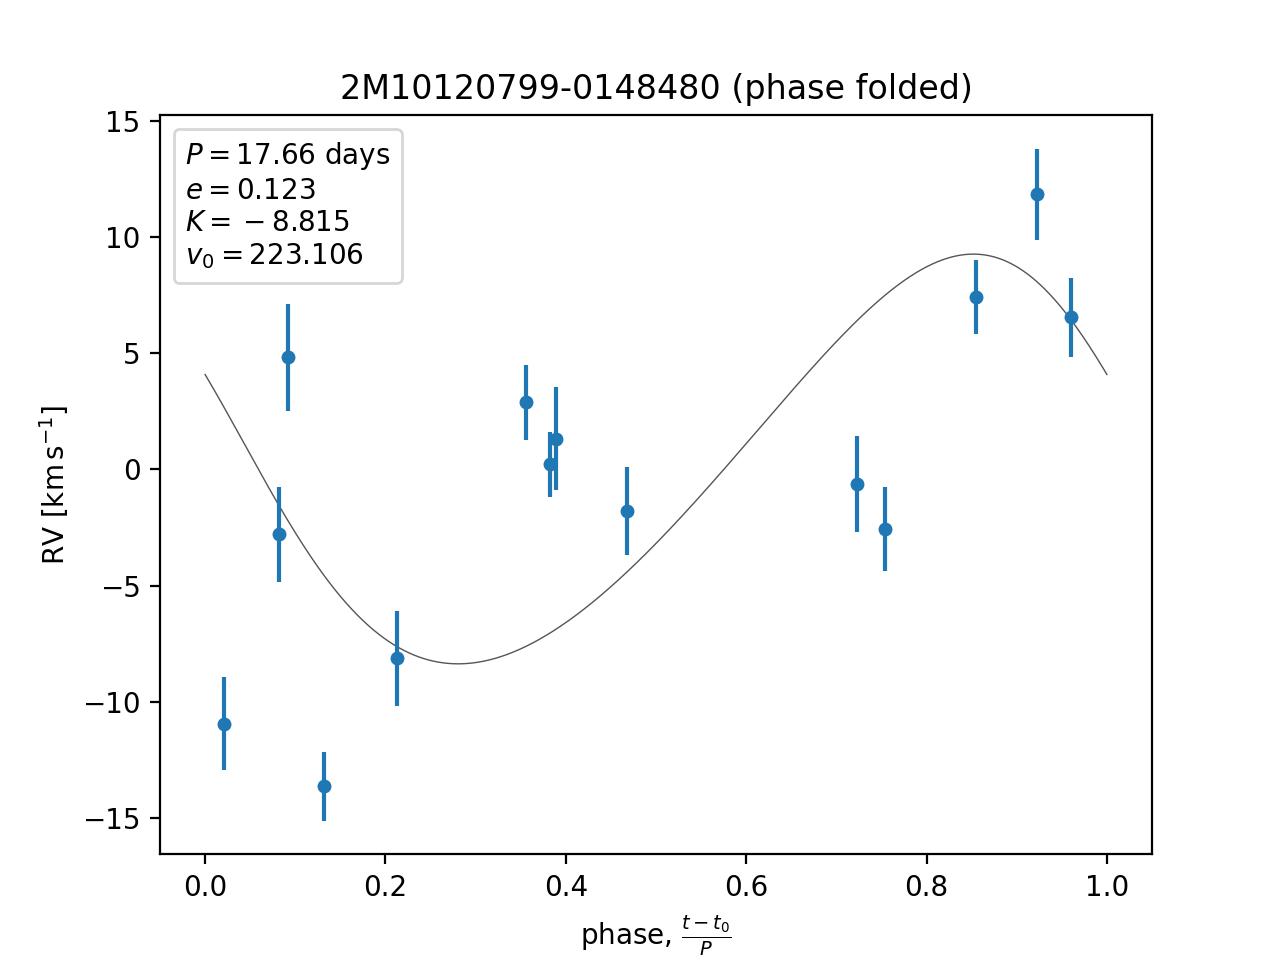 2M10120799-0148480 (phase folded)
P = 17.66 days
e = 0.123
K = −8.815
v₀ = 223.106
15
10
5
0
−5
−10
−15
RV [km s⁻¹]
0.0 0.2 0.4 0.6 0.8 1.0
phase, (t − t₀)/P